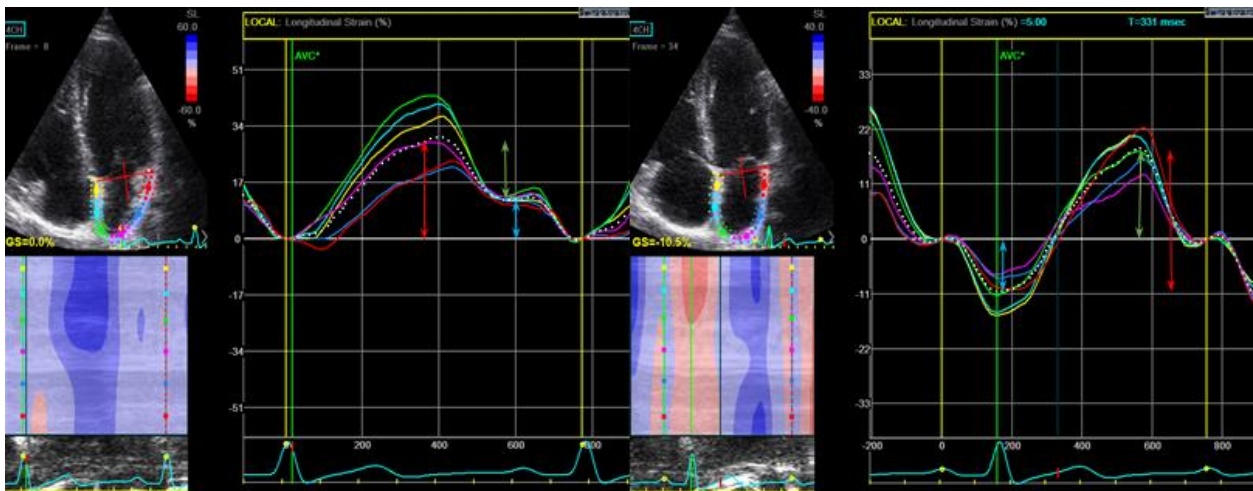 4CH
Frame = 8
SL
60.0
-60.0
%
GS=0.0%
LOCAL: Longitudinal Strain (%)
AVC*
51
34
17
0
-17
-34
-51
200
400
600
800
4CH
Frame = 34
SL
40.0
-40.0
%
GS=-10.5%
LOCAL: Longitudinal Strain (%) =5.00 T=331 msec
AVC*
33
22
11
0
-11
-22
-33
-200
0
200
400
600
800